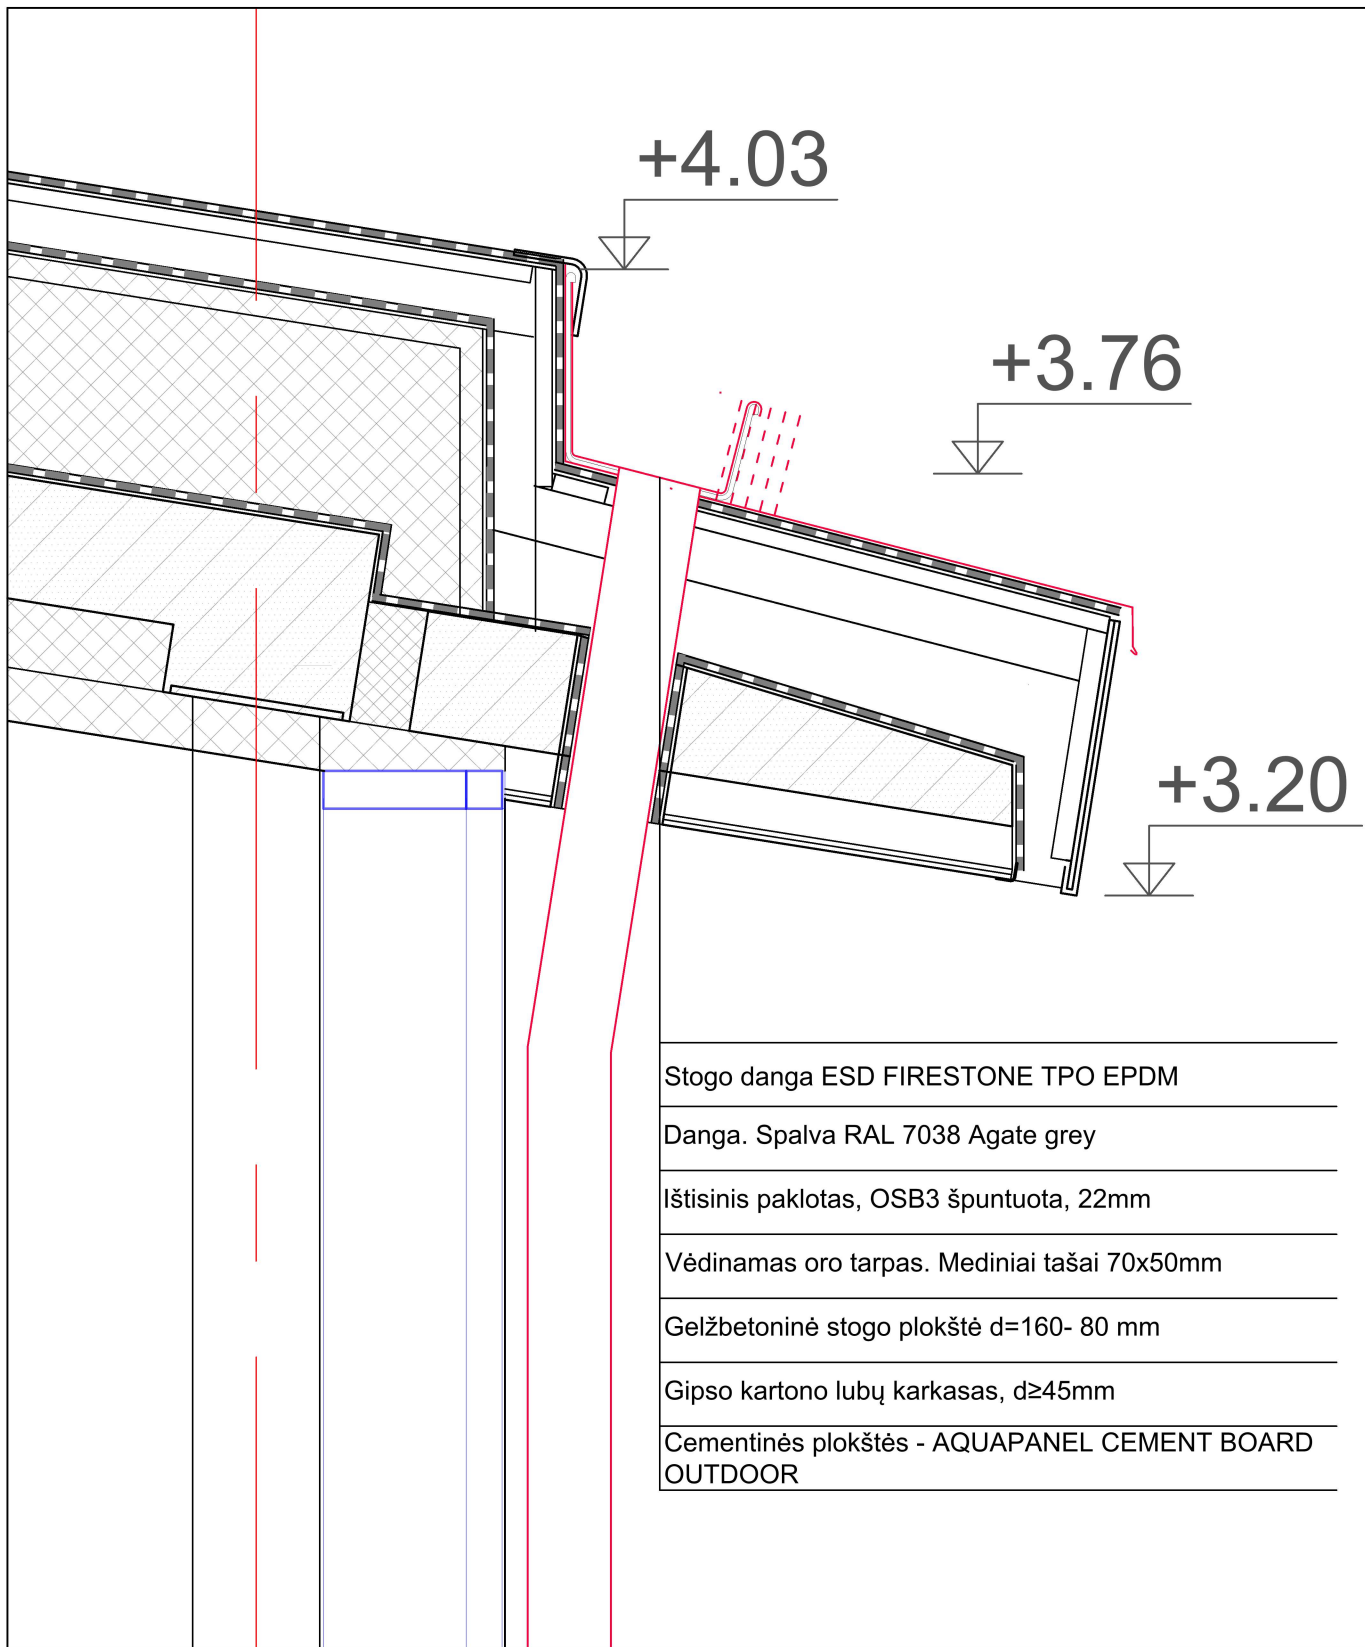 +4.03
+3.76
+3.20
Stogo danga ESD FIRESTONE TPO EPDM
Danga. Spalva RAL 7038 Agate grey
Ištisinis paklotas, OSB3 špuntuota, 22mm
Vėdinamas oro tarpas. Mediniai tašai 70x50mm
Gelžbetoninė stogo plokštė d=160- 80 mm
Gipso kartono lubų karkasas, d≥45mm
Cementinės plokštės - AQUAPANEL CEMENT BOARD
OUTDOOR